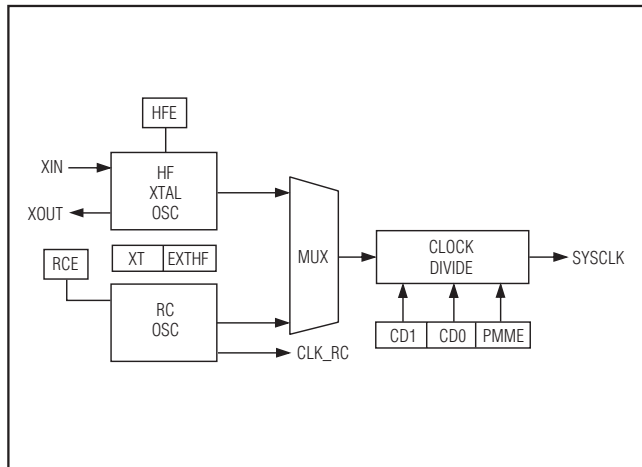 HFE
XIN
HF
XTAL
OSC
XOUT
XT EXTHF
RCE
RC
OSC
CLK_RC
MUX
CLOCK
DIVIDE
SYSCLK
CD1 CD0 PMME